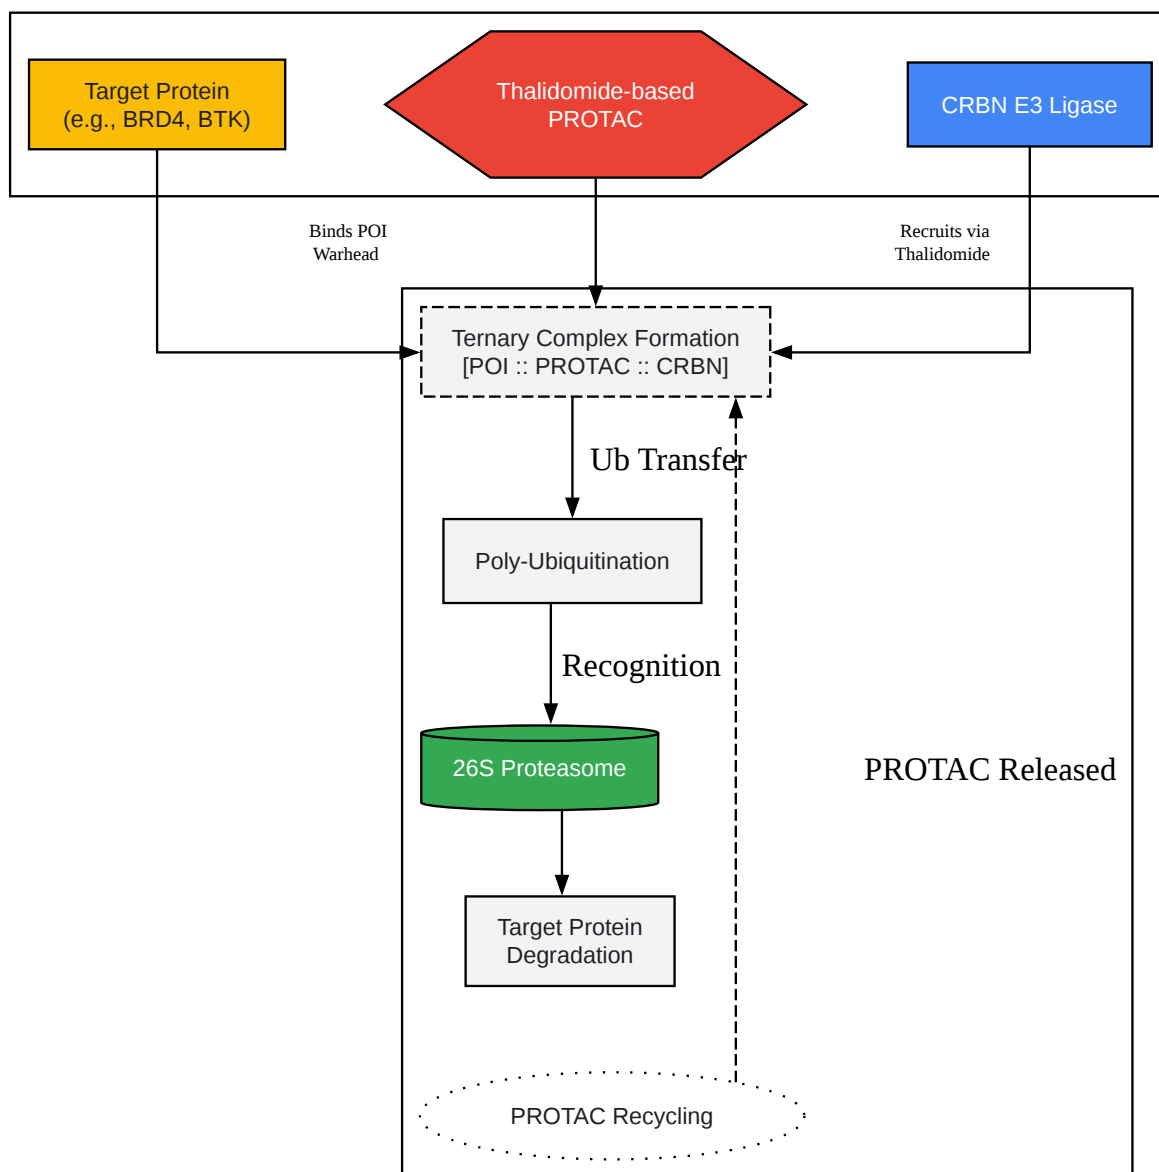 Target Protein
(e.g., BRD4, BTK)
Thalidomide-based
PROTAC
CRBN E3 Ligase
Binds POI
Warhead
Recruits via
Thalidomide
Ternary Complex Formation
[POI :: PROTAC :: CRBN]
Ub Transfer
Poly-Ubiquitination
Recognition
26S Proteasome
PROTAC Released
Target Protein
Degradation
PROTAC Recycling